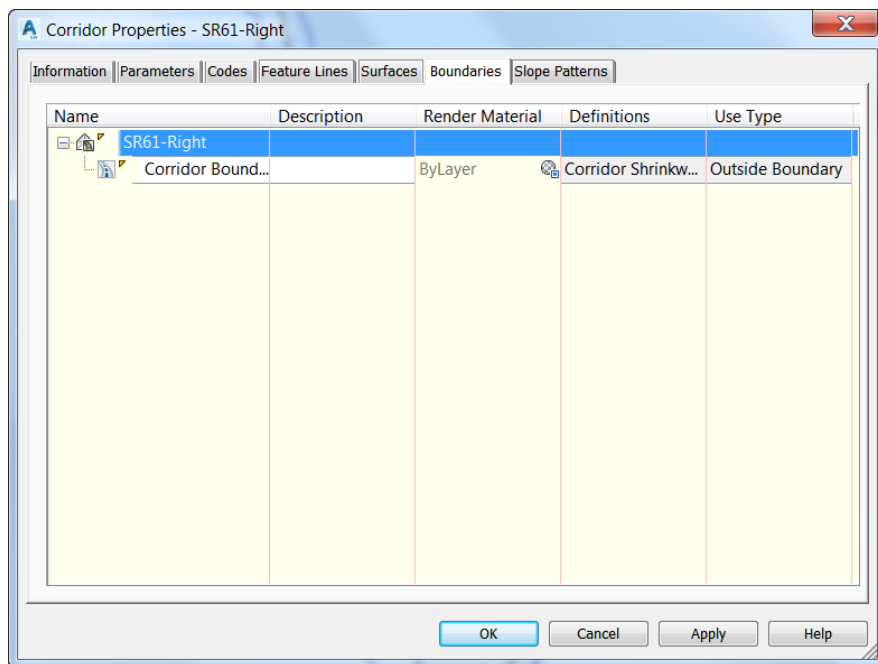 Corridor Properties - SR61-Right
Information Parameters Codes Feature Lines Surfaces Boundaries Slope Patterns
Name Description Render Material Definitions Use Type
SR61-Right
Corridor Bound... ByLayer Corridor Shrinkw... Outside Boundary
OK Cancel Apply Help